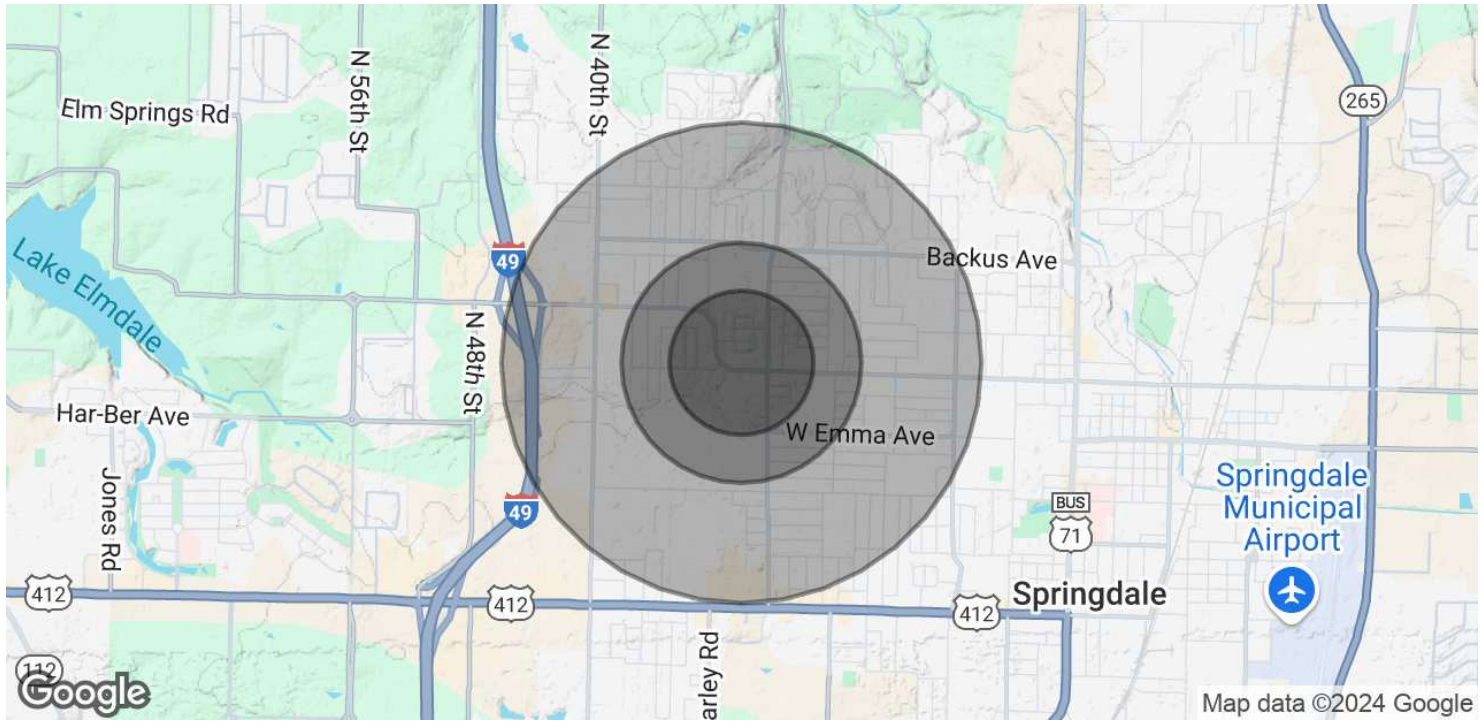 N 56th St
N 40th St
265
Elm Springs Rd
Lake Elmdale
49
Backus Ave
N 48th St
Har-Ber Ave
W Emma Ave
Jones Rd
Springdale
Municipal
Airport
49
BUS
71
412
412
412
Springdale
112
arley Rd
Google
Map data ©2024 Google